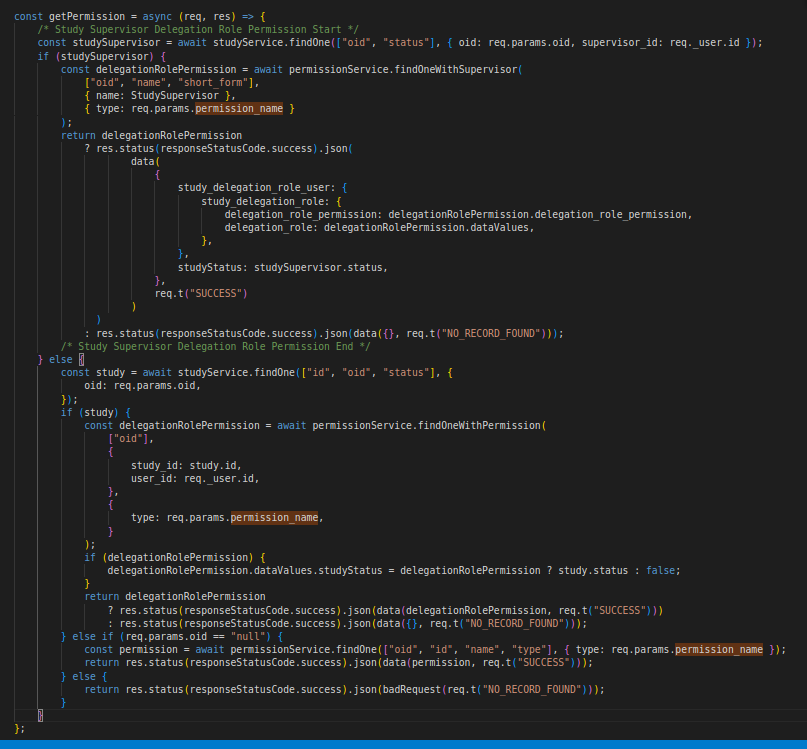 const getPermission = async (req, res) => {
/* Study Supervisor Delegation Role Permission Start */
const studySupervisor = await studyService.findOne(["oid", "status"], { oid: req.params.oid, supervisor_id: req._user.id });
if (studySupervisor) {
const delegationRolePermission = await permissionService.findOneWithSupervisor(
["oid", "name", "short_form"],
{ name: StudySupervisor },
{ type: req.params.permission_name }
);
return delegationRolePermission
? res.status(responseStatusCode.success).json(
data(
{
study_delegation_role_user: {
study_delegation_role: {
delegation_role_permission: delegationRolePermission.delegation_role_permission,
delegation_role: delegationRolePermission.dataValues,
},
},
studyStatus: studySupervisor.status,
},
req.t("SUCCESS")
)
)
: res.status(responseStatusCode.success).json(data({}, req.t("NO_RECORD_FOUND")));
/* Study Supervisor Delegation Role Permission End */
} else {
const study = await studyService.findOne(["id", "oid", "status"], {
oid: req.params.oid,
});
if (study) {
const delegationRolePermission = await permissionService.findOneWithPermission(
["oid"],
{
study_id: study.id,
user_id: req._user.id,
},
{
type: req.params.permission_name,
}
);
if (delegationRolePermission) {
delegationRolePermission.dataValues.studyStatus = delegationRolePermission ? study.status : false;
}
return delegationRolePermission
? res.status(responseStatusCode.success).json(data(delegationRolePermission, req.t("SUCCESS")))
: res.status(responseStatusCode.success).json(data({}, req.t("NO_RECORD_FOUND")));
} else if (req.params.oid == "null") {
const permission = await permissionService.findOne(["oid", "id", "name", "type"], { type: req.params.permission_name });
return res.status(responseStatusCode.success).json(data(permission, req.t("SUCCESS")));
} else {
return res.status(responseStatusCode.success).json(badRequest(req.t("NO_RECORD_FOUND")));
}
}
};